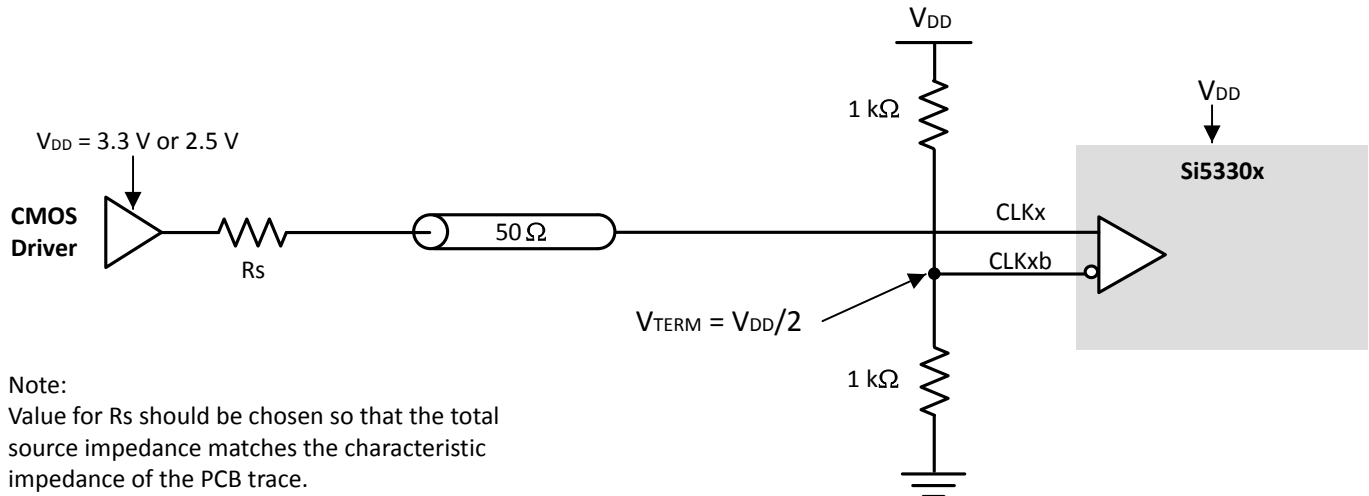 VDD
1 kΩ
VDD
VDD = 3.3 V or 2.5 V
Si5330x
CMOS
Driver
Rs
50 Ω
CLKx
CLKxb
VTERM = VDD/2
1 kΩ
Note:
Value for Rs should be chosen so that the total
source impedance matches the characteristic
impedance of the PCB trace.